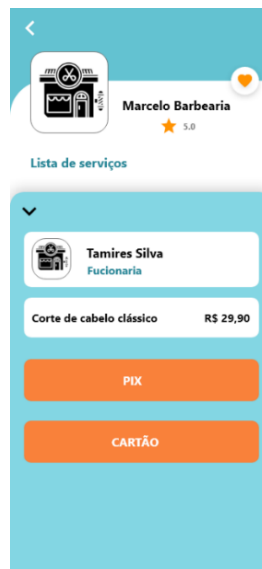 Marcelo Barbearia
5.0
Lista de serviços
Tamires Silva
Fucionaria
Corte de cabelo clássico R$ 29,90
PIX
CARTÃO